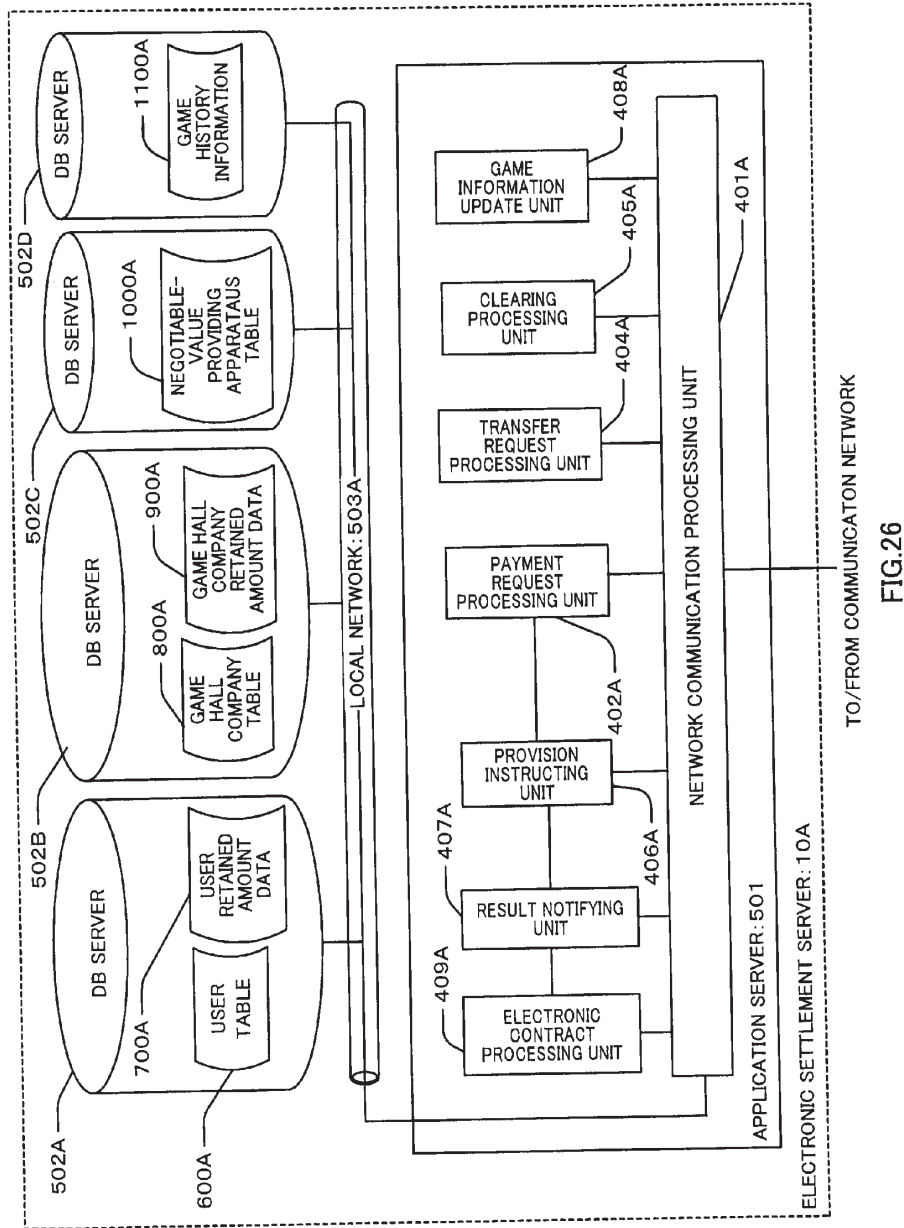 502A
DB SERVER
700A
USER
RETAINED
AMOUNT
DATA
USER
TABLE
600A
502B
DB SERVER
800A
GAME
HALL
COMPANY
TABLE
900A
GAME HALL
COMPANY
RETAINED
AMOUNT DATA
502C
DB SERVER
1000A
NEGOTIABLE-
VALUE
PROVIDING
APPARATAUS
TABLE
502D
DB SERVER
1100A
GAME
HISTORY
INFORMATION
LOCAL NETWORK:503A
409A
ELECTRONIC
CONTRACT
PROCESSING UNIT
407A
RESULT NOTIFYING
UNIT
PROVISION
INSTRUCTING
UNIT
406A
PAYMENT
REQUEST
PROCESSING UNIT
402A
TRANSFER
REQUEST
PROCESSING UNIT
404A
CLEARING
PROCESSING
UNIT
405A
GAME
INFORMATION
UPDATE UNIT
408A
NETWORK COMMUNICATION PROCESSING UNIT
401A
APPLICATION SERVER:501
ELECTRONIC SETTLEMENT SERVER:10A
TO/FROM COMMUNICATON NETWORK
FIG.26